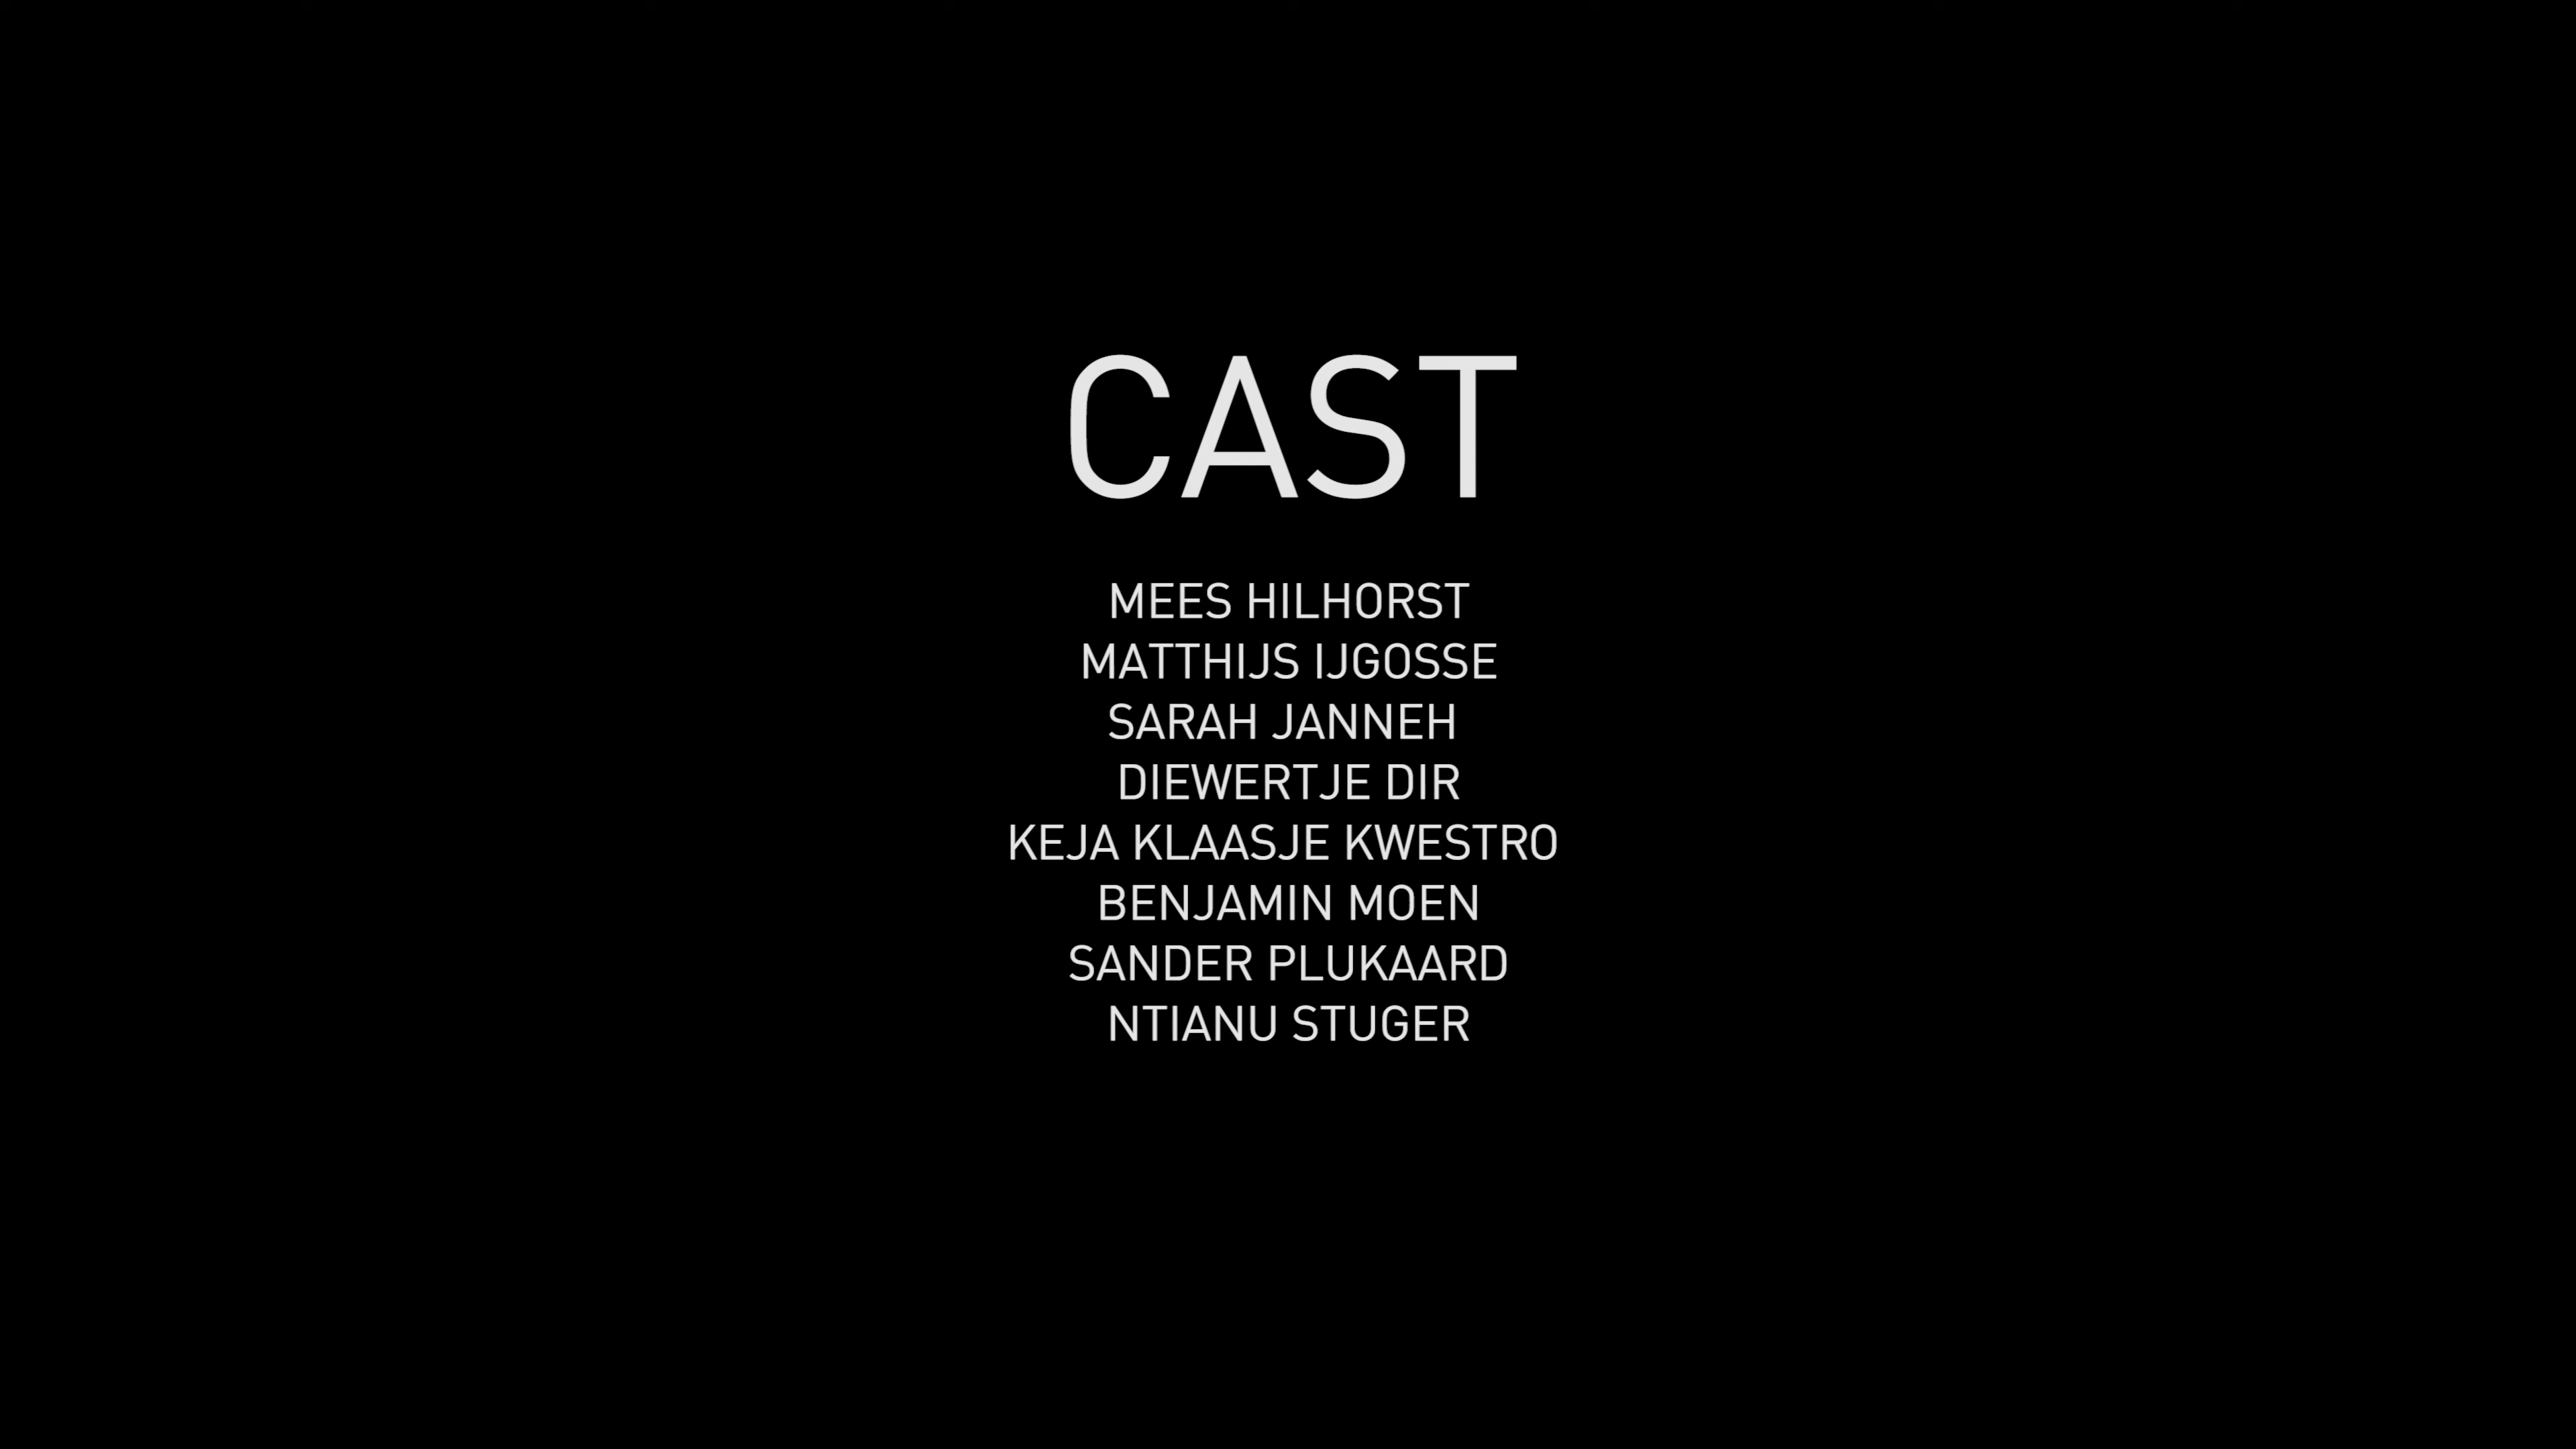 CAST
MEES HILHORST
MATTHIJS IJGOSSE
SARAH JANNEH
DIEWERTJE DIR
KEJA KLAASJE KWESTRO
BENJAMIN MOEN
SANDER PLUKAARD
NTIANU STUGER